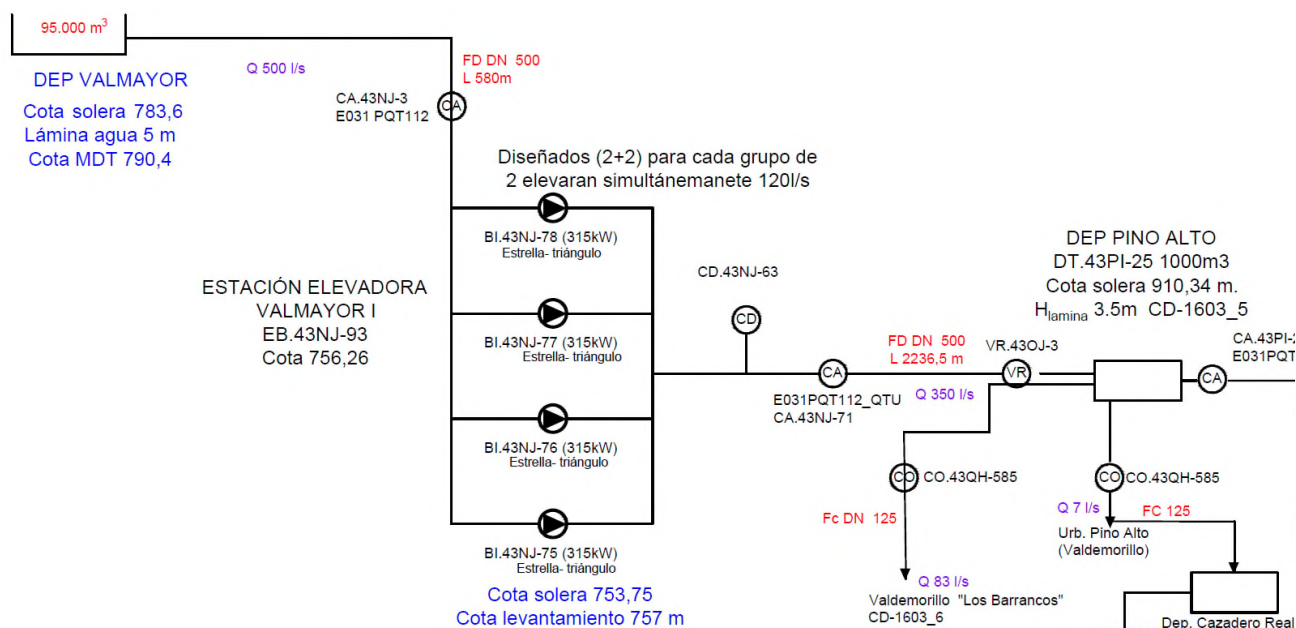 95.000 m³
DEP VALMAYOR
Cota solera 783,6
Lámina agua 5 m
Cota MDT 790,4
Q 500 l/s
FD DN 500
L 580m
CA.43NJ-3
E031 PQT112
CA
Diseñados (2+2) para cada grupo de
2 elevaran simultánemanete 120l/s
BI.43NJ-78 (315kW)
Estrella- triángulo
ESTACIÓN ELEVADORA
VALMAYOR I
EB.43NJ-93
Cota 756,26
BI.43NJ-77 (315kW)
Estrella- triángulo
BI.43NJ-76 (315kW)
Estrella- triángulo
BI.43NJ-75 (315kW)
Estrella- triángulo
Cota solera 753,75
Cota levantamiento 757 m
CD.43NJ-63
CD
CA
E031PQT112_QTU
CA.43NJ-71
FD DN 500
L 2236,5 m
Q 350 l/s
VR.43OJ-3
VR
DEP PINO ALTO
DT.43PI-25 1000m3
Cota solera 910,34 m.
Hlamina 3.5m CD-1603_5
CA.43PI-2
E031PQT
CA
CO
CO.43QH-585
Fc DN 125
Q 83 l/s
Valdemorillo "Los Barrancos"
CD-1603_6
CO
CO.43QH-585
Q 7 l/s
FC 125
Urb. Pino Alto
(Valdemorillo)
Dep. Cazadero Real